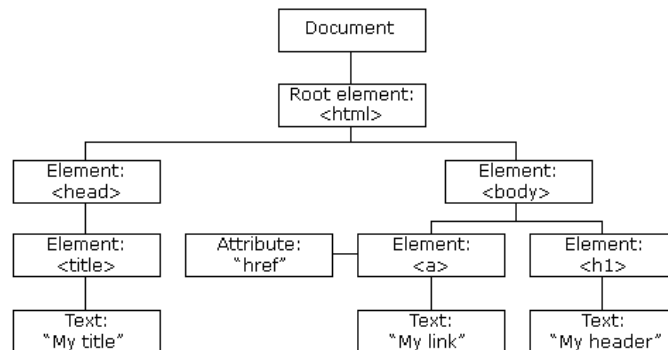 Document
Root element:
<html>
Element:
<head>
Element:
<body>
Element:
<title>
Attribute:
“href”
Element:
<a>
Element:
<h1>
Text:
“My title”
Text:
“My link”
Text:
“My header”